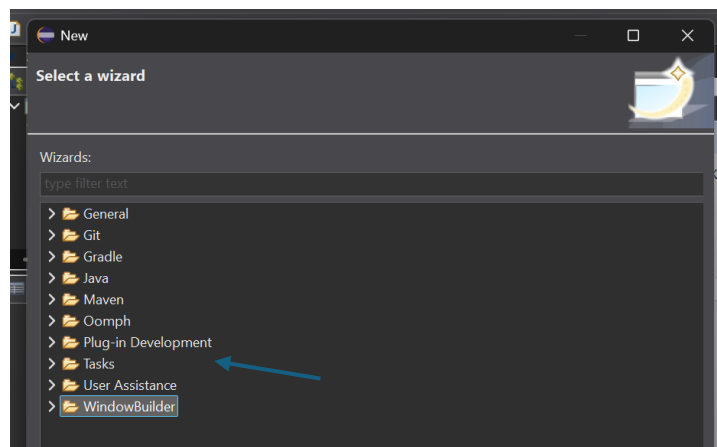 New
Select a wizard
Wizards:
type filter text
General
Git
Gradle
Java
Maven
Oomph
Plug-in Development
Tasks
User Assistance
WindowBuilder